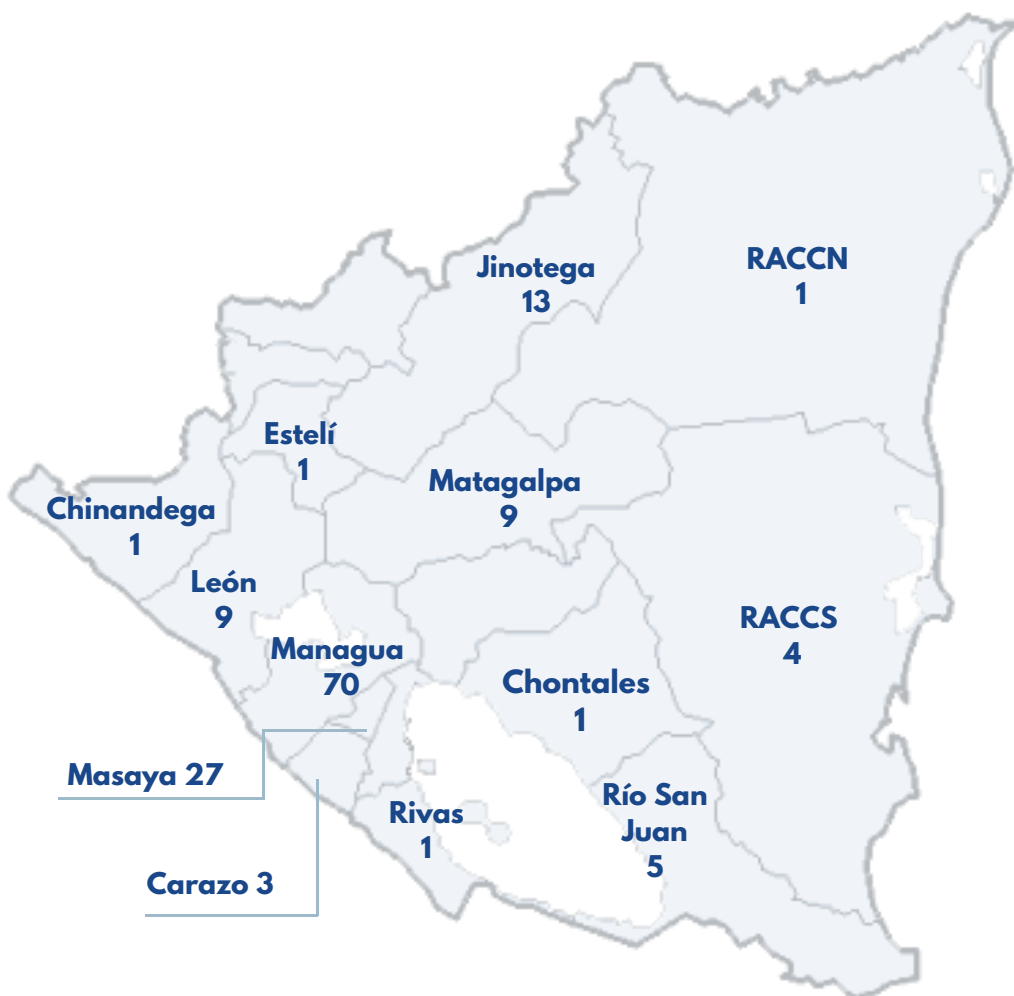 RACCN
1
Jinotega
13
Estelí
1
Matagalpa
9
Chinandega
1
León
9
RACCS
4
Managua
70
Chontales
1
Masaya 27
Río San
Juan
5
Rivas
1
Carazo 3